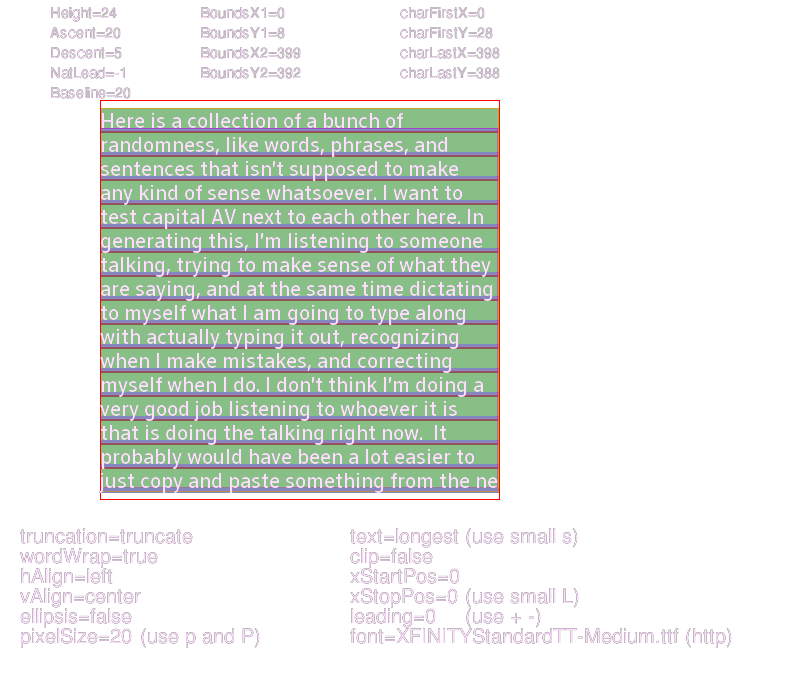 Height=24 BoundsX1=0 charFirstX=0
Ascent=20 BoundsY1=8 charFirstY=28
Descent=5 BoundsX2=399 charLastX=398
NatLead=-1 BoundsY2=392 charLastY=388
Baseline=20
Here is a collection of a bunch of
randomness, like words, phrases, and
sentences that isn't supposed to make
any kind of sense whatsoever. I want to
test capital AV next to each other here. In
generating this, I'm listening to someone
talking, trying to make sense of what they
are saying, and at the same time dictating
to myself what I am going to type along
with actually typing it out, recognizing
when I make mistakes, and correcting
myself when I do. I don't think I'm doing a
very good job listening to whoever it is
that is doing the talking right now.  It
probably would have been a lot easier to
just copy and paste something from the ne
truncation=truncate text=longest (use small s)
wordWrap=true clip=false
hAlign=left xStartPos=0
vAlign=center xStopPos=0 (use small L)
ellipsis=false leading=0 (use + -)
pixelSize=20 (use p and P) font=XFINITYStandardTT-Medium.ttf (http)